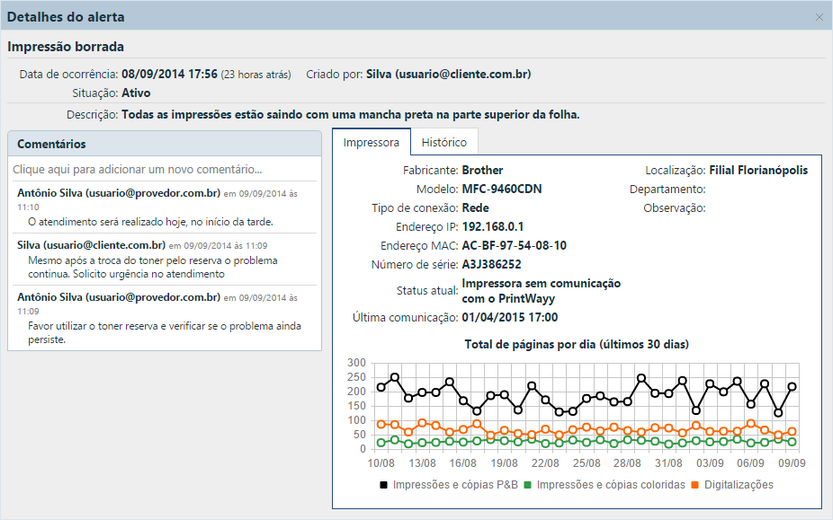 Detalhes do alerta
Impressão borrada
Data de ocorrência: 08/09/2014 17:56 (23 horas atrás) Criado por: Silva (usuario@cliente.com.br)
Situação: Ativo
Descrição: Todas as impressões estão saindo com uma mancha preta na parte superior da folha.
Comentários
Clique aqui para adicionar um novo comentário...
Antônio Silva (usuario@provedor.com.br) em 09/09/2014 às
11:10
O atendimento será realizado hoje, no início da tarde.
Silva (usuario@cliente.com.br) em 09/09/2014 às 11:09
Mesmo após a troca do toner pelo reserva o problema
continua. Solicito urgência no atendimento
Antônio Silva (usuario@provedor.com.br) em 09/09/2014 às
11:09
Favor utilizar o toner reserva e verificar se o problema ainda
persiste.
Impressora Histórico
Fabricante: Brother
Modelo: MFC-9460CDN
Tipo de conexão: Rede
Endereço IP: 192.168.0.1
Endereço MAC: AC-BF-97-54-08-10
Número de série: A3J386252
Status atual: Impressora sem comunicação
com o PrintWayy
Última comunicação: 01/04/2015 17:00
Localização: Filial Florianópolis
Departamento:
Observação:
Total de páginas por dia (últimos 30 dias)
300
250
200
150
100
50
0
10/08 13/08 16/08 19/08 22/08 25/08 28/08 31/08 03/09 06/09 09/09
Impressões e cópias P&B Impressões e cópias coloridas Digitalizações